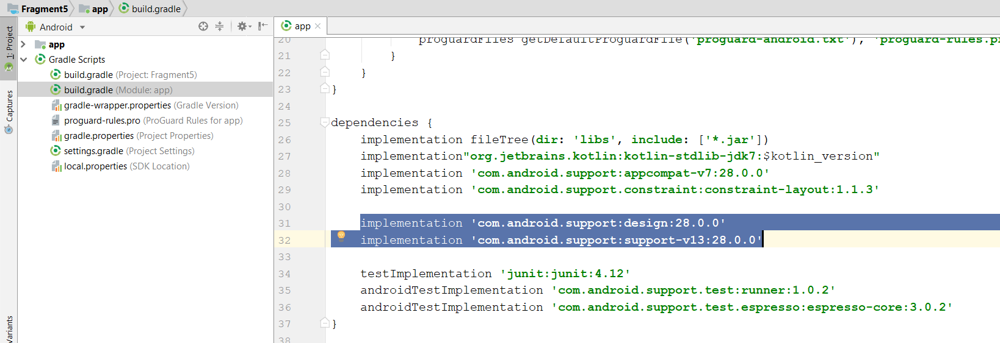 Fragment5 app build.gradle
Android
app
1: Project
Captures
Variants
app
Gradle Scripts
build.gradle (Project: Fragment5)
build.gradle (Module: app)
gradle-wrapper.properties (Gradle Version)
proguard-rules.pro (ProGuard Rules for app)
gradle.properties (Project Properties)
settings.gradle (Project Settings)
local.properties (SDK Location)
20 proguardFiles getDefaultProguardFile('proguard-android.txt'), 'proguard-rules.pr
21 }
22 }
23 }
24
25 dependencies {
26 implementation fileTree(dir: 'libs', include: ['*.jar'])
27 implementation"org.jetbrains.kotlin:kotlin-stdlib-jdk7:$kotlin_version"
28 implementation 'com.android.support:appcompat-v7:28.0.0'
29 implementation 'com.android.support.constraint:constraint-layout:1.1.3'
30
31 implementation 'com.android.support:design:28.0.0'
32 implementation 'com.android.support:support-v13:28.0.0'
33
34 testImplementation 'junit:junit:4.12'
35 androidTestImplementation 'com.android.support.test:runner:1.0.2'
36 androidTestImplementation 'com.android.support.test.espresso:espresso-core:3.0.2'
37 }
38